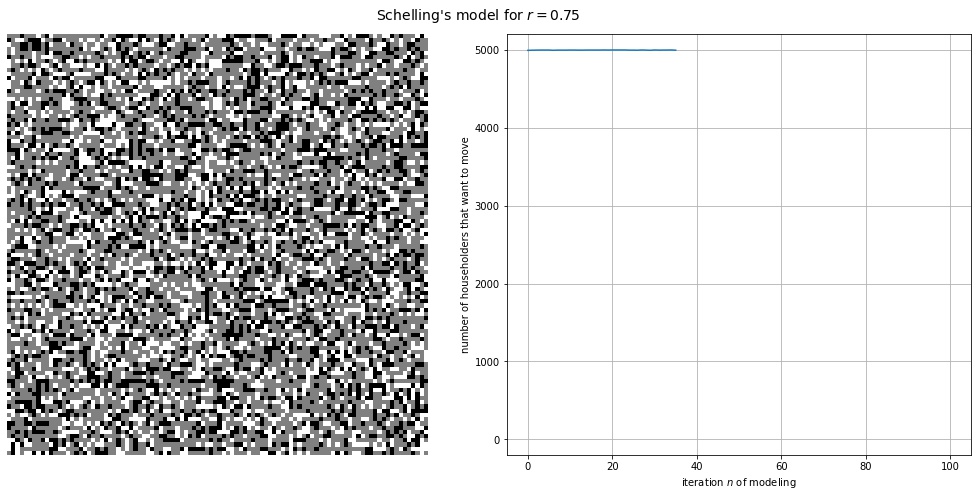 Schelling's model for r = 0.75
number of householders that want to move
5000
4000
3000
2000
1000
0
0 20 40 60 80 100
iteration n of modeling